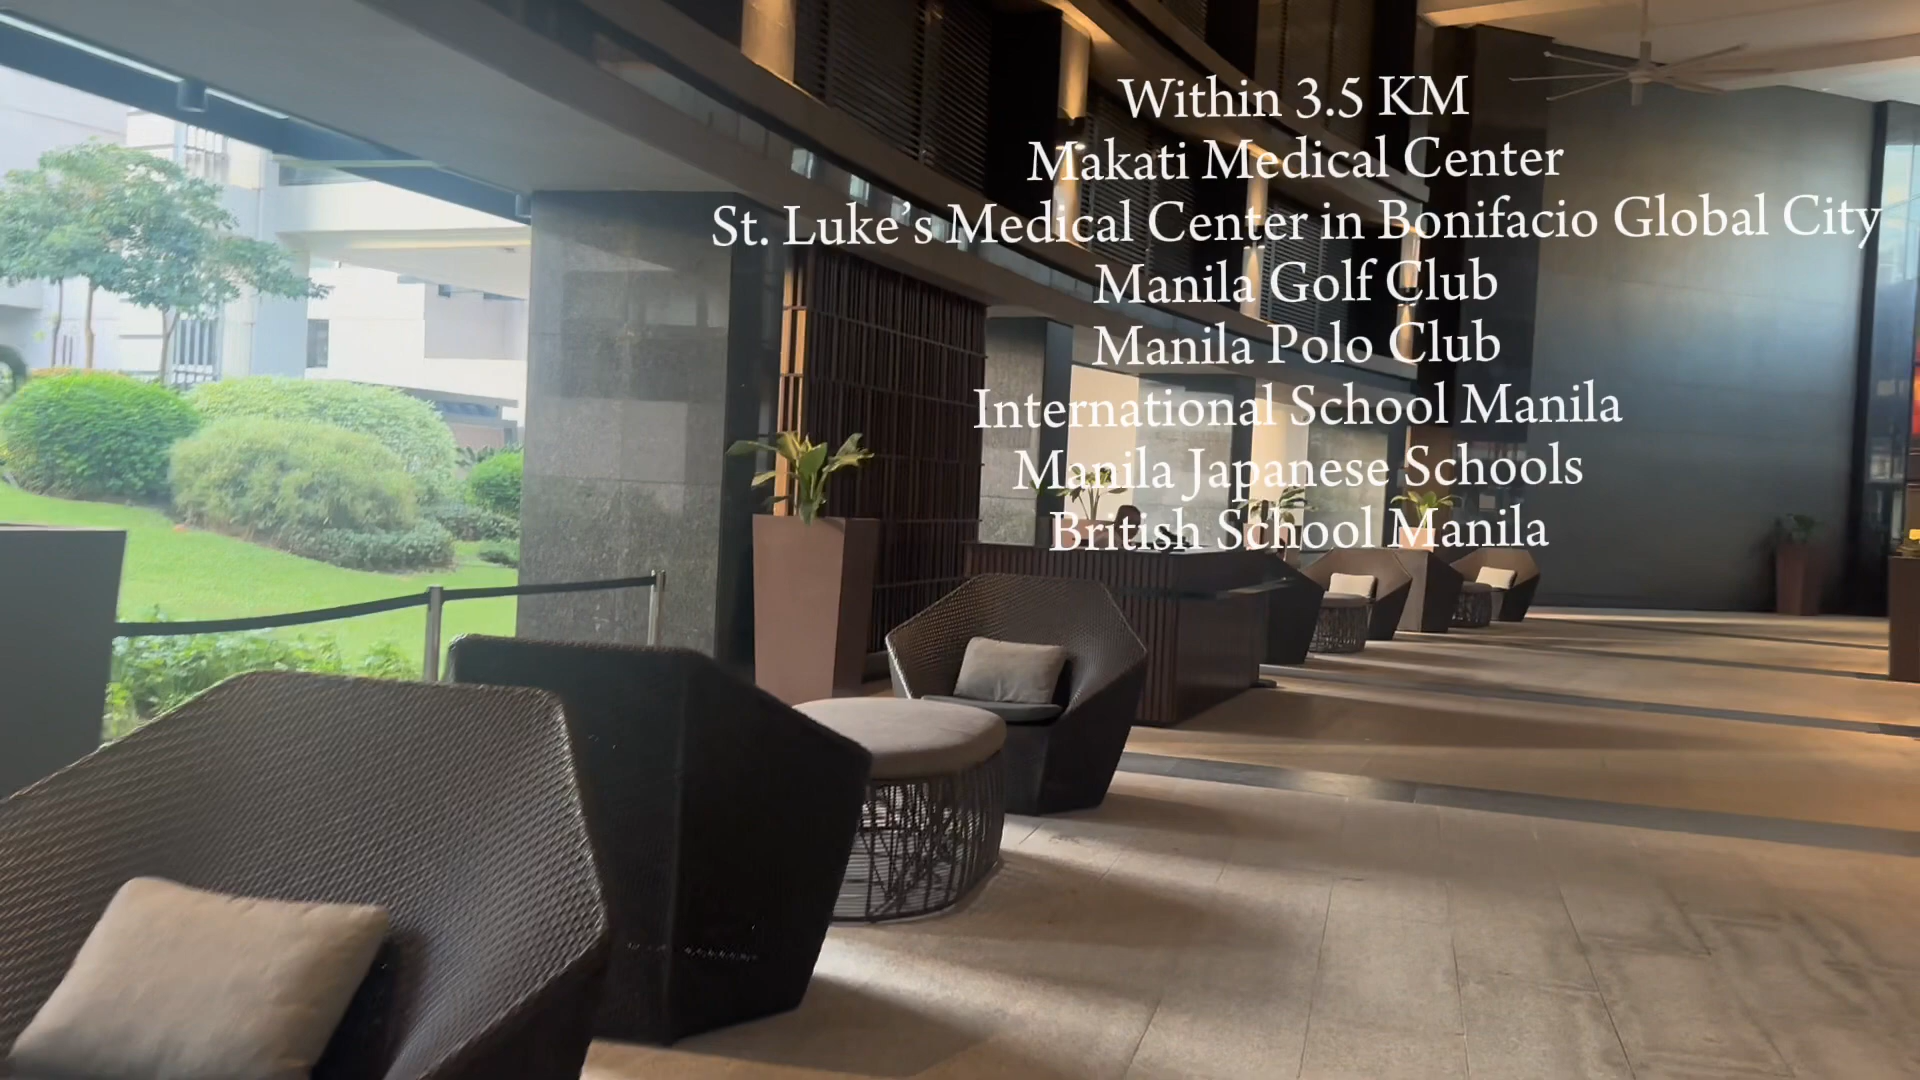 Within 3.5 KM
Makati Medical Center
St. Luke’s Medical Center in Bonifacio Global City
Manila Golf Club
Manila Polo Club
International School Manila
Manila Japanese Schools
British School Manila